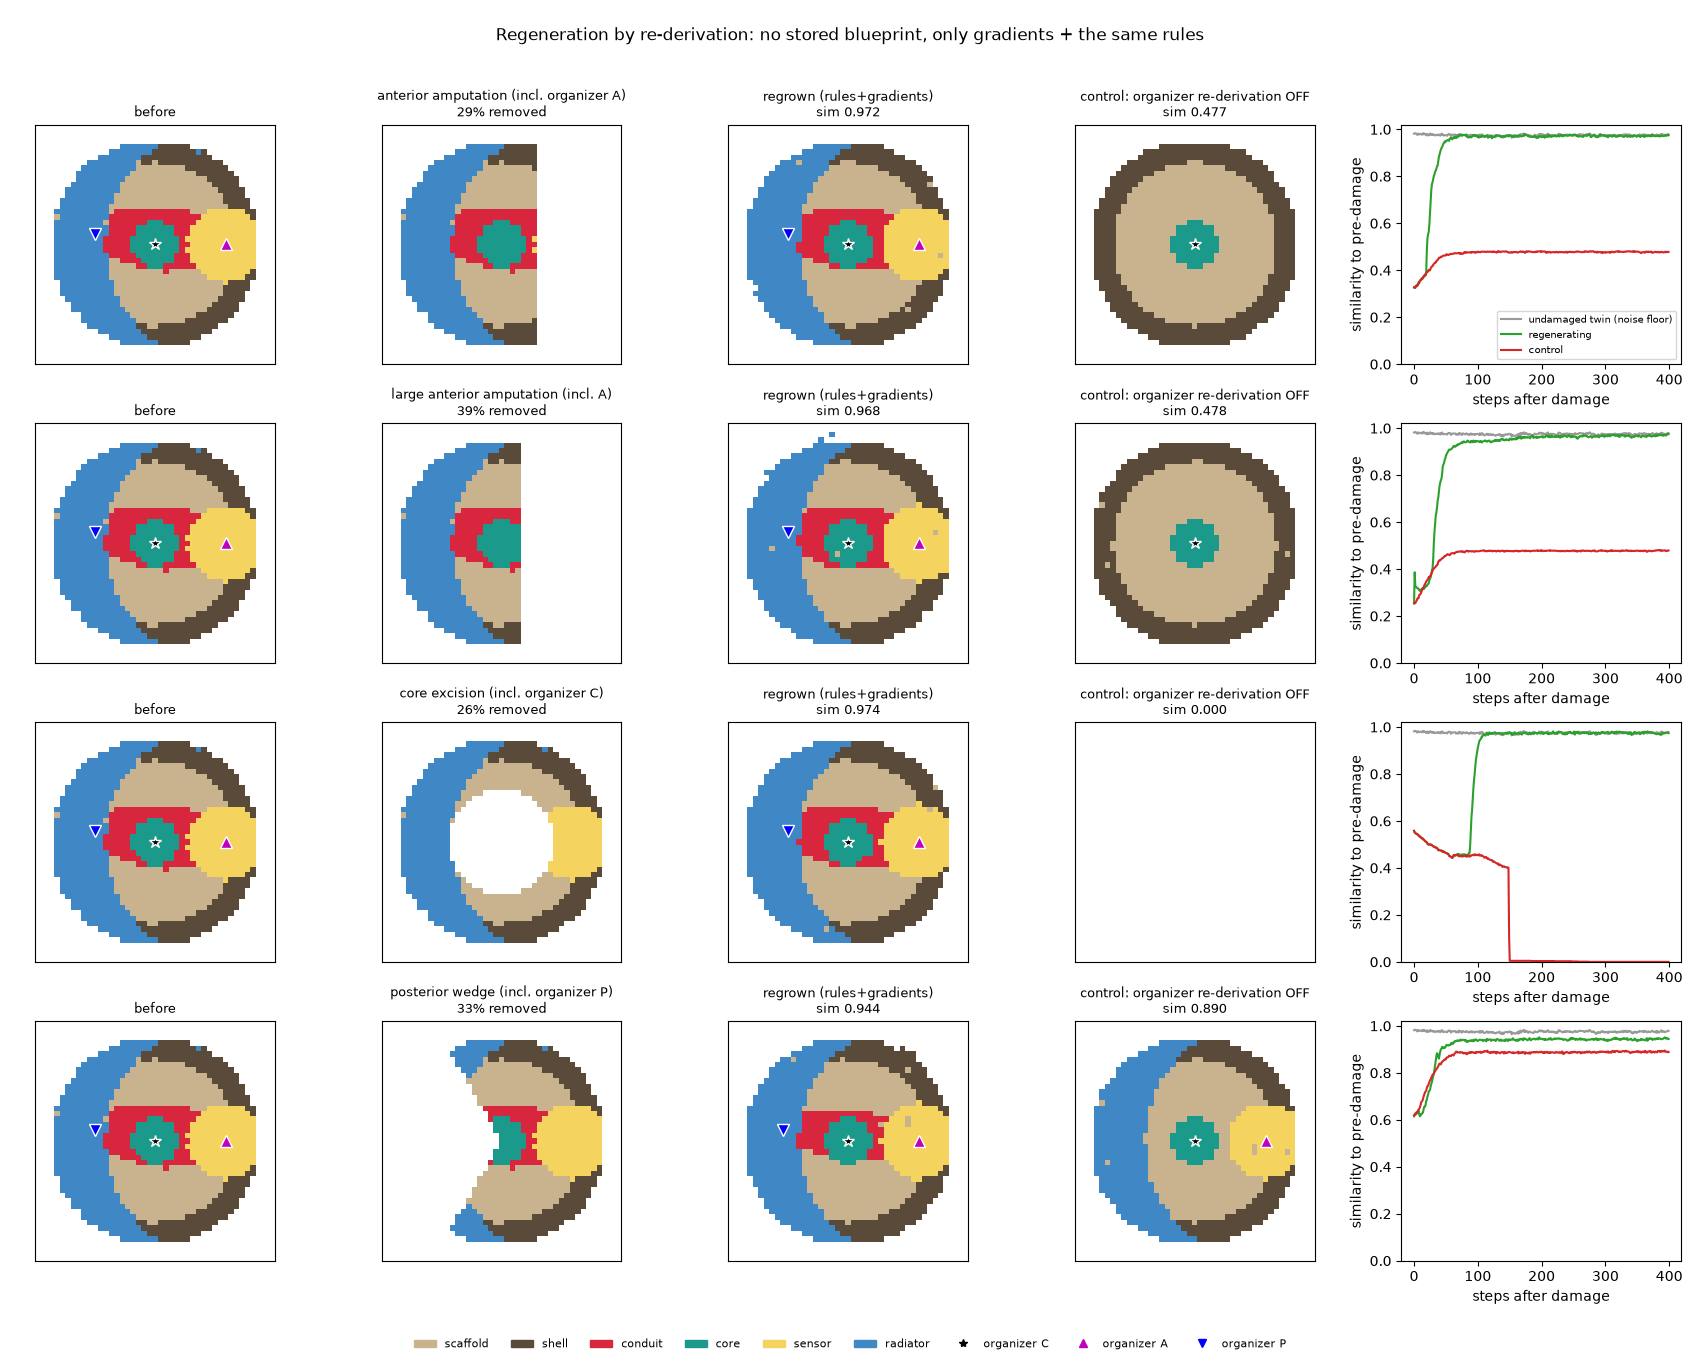 Regeneration by re-derivation: no stored blueprint, only gradients + the same rules
before
anterior amputation (incl. organizer A)
29% removed
regrown (rules+gradients)
sim 0.972
control: organizer re-derivation OFF
sim 0.477
similarity to pre-damage
1.0
0.8
0.6
0.4
0.2
0.0
undamaged twin (noise floor)
regenerating
control
0 100 200 300 400
steps after damage
before
large anterior amputation (incl. A)
39% removed
regrown (rules+gradients)
sim 0.968
control: organizer re-derivation OFF
sim 0.478
similarity to pre-damage
1.0
0.8
0.6
0.4
0.2
0.0
0 100 200 300 400
steps after damage
before
core excision (incl. organizer C)
26% removed
regrown (rules+gradients)
sim 0.974
control: organizer re-derivation OFF
sim 0.000
similarity to pre-damage
1.0
0.8
0.6
0.4
0.2
0.0
0 100 200 300 400
steps after damage
before
posterior wedge (incl. organizer P)
33% removed
regrown (rules+gradients)
sim 0.944
control: organizer re-derivation OFF
sim 0.890
similarity to pre-damage
1.0
0.8
0.6
0.4
0.2
0.0
0 100 200 300 400
steps after damage
scaffold shell conduit core sensor radiator organizer C organizer A organizer P